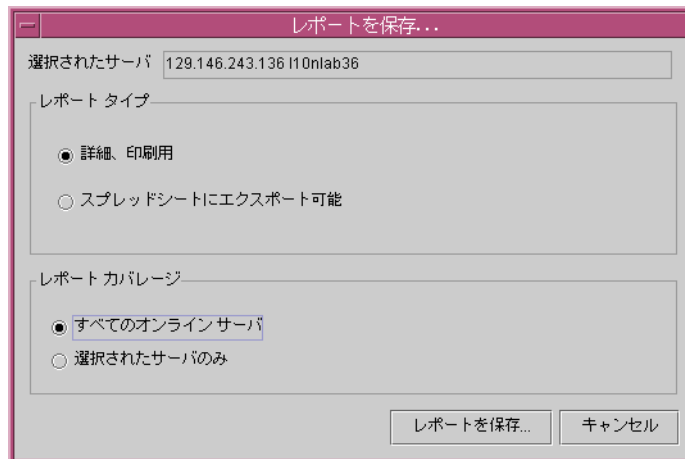 レポートを保存...
選択されたサーバ 129.146.243.136 l10nlab36
レポート タイプ
詳細、印刷用
スプレッドシートにエクスポート可能
レポート カバレージ
すべてのオンライン サーバ
選択されたサーバのみ
レポートを保存... キャンセル